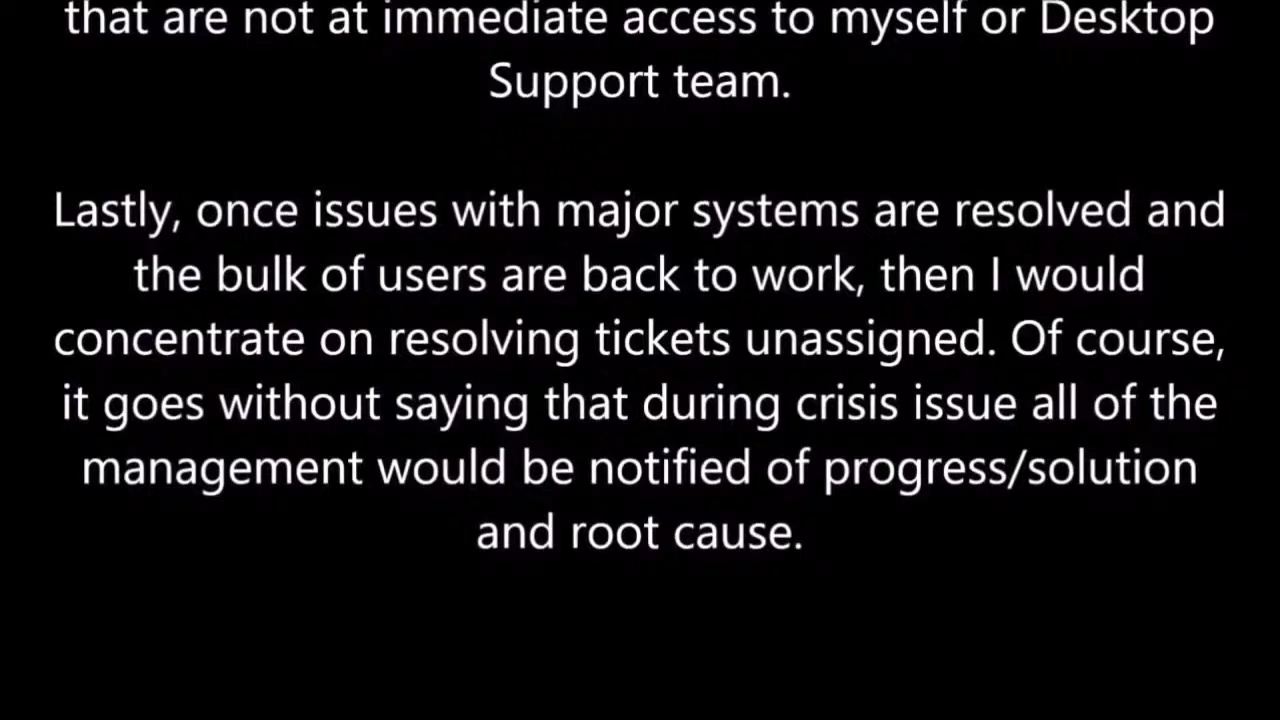 that are not at immediate access to myself or Desktop
Support team.
Lastly, once issues with major systems are resolved and
the bulk of users are back to work, then I would
concentrate on resolving tickets unassigned. Of course,
it goes without saying that during crisis issue all of the
management would be notified of progress/solution
and root cause.